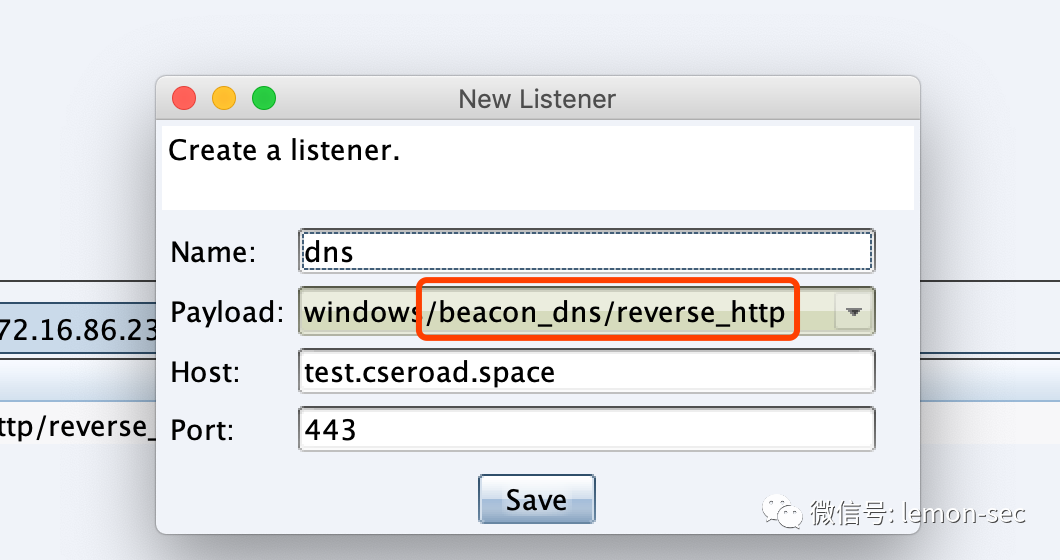 New Listener
Create a listener.
Name: dns
72.16.86.23
Payload: windows/beacon_dns/reverse_http
Host: test.cseroad.space
ttp/reverse_
Port: 443
Save
微信号: lemon-sec